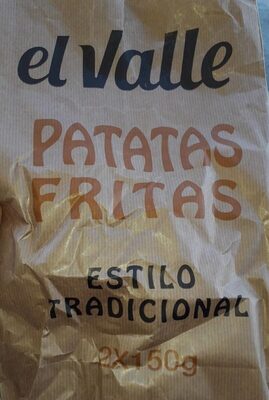 el Valle
PATATAS
FRITAS
ESTILO
TRADICIONAL
2X150g